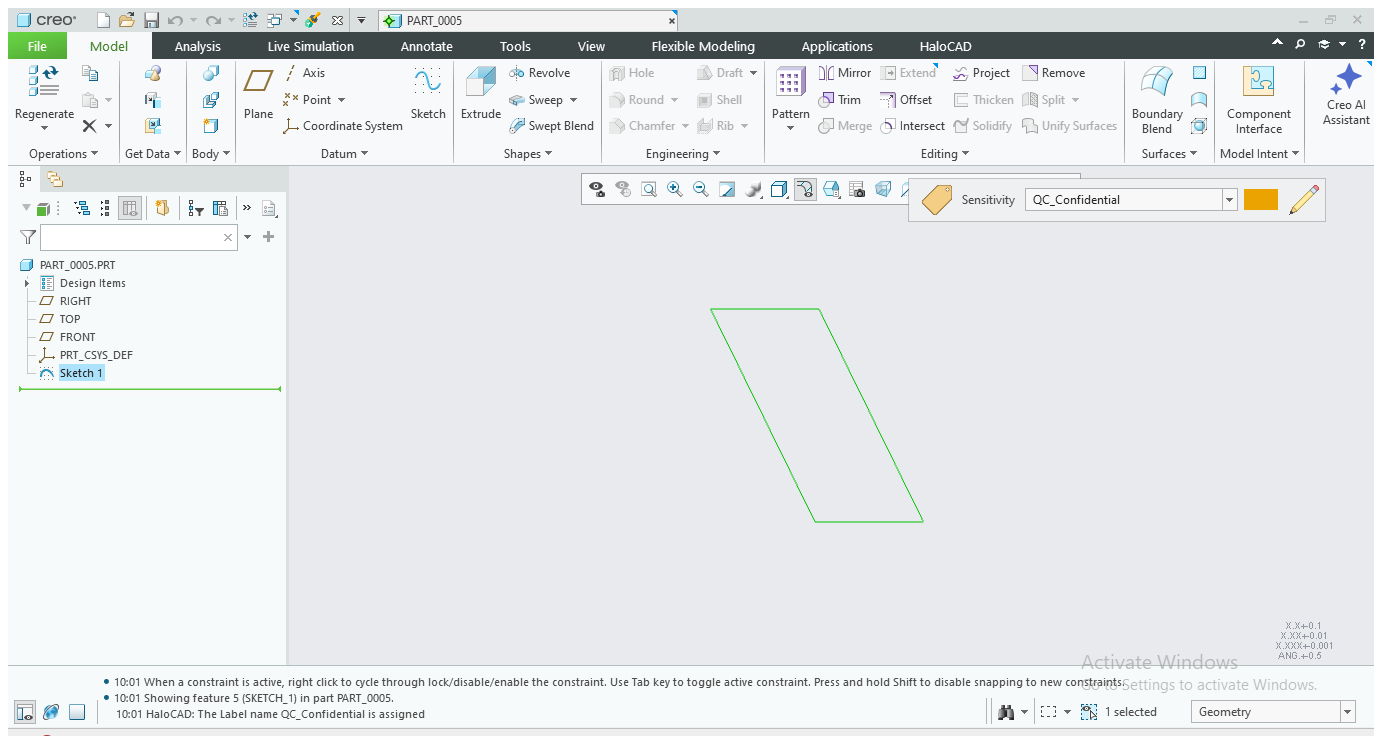 creo® PART_0005
File Model Analysis Live Simulation Annotate Tools View Flexible Modeling Applications HaloCAD
Regenerate
Operations
Get Data
Body
Plane
Axis
Point
Coordinate System
Sketch
Datum
Extrude
Revolve
Sweep
Swept Blend
Shapes
Hole
Round
Chamfer
Draft
Shell
Rib
Engineering
Pattern
Mirror
Trim
Merge
Extend
Offset
Intersect
Project
Thicken
Solidify
Remove
Split
Unify Surfaces
Editing
Boundary
Blend
Surfaces
Component
Interface
Model Intent
Creo AI
Assistant
Sensitivity QC_Confidential
PART_0005.PRT
Design Items
RIGHT
TOP
FRONT
PRT_CSYS_DEF
Sketch 1
X.X+-0.1
X.XX+-0.01
X.XXX+-0.001
ANG.+-0.5
Activate Windows
Go to Settings to activate Windows.
10:01 When a constraint is active, right click to cycle through lock/disable/enable the constraint. Use Tab key to toggle active constraint. Press and hold Shift to disable snapping to new constraints.
10:01 Showing feature 5 (SKETCH_1) in part PART_0005.
10:01 HaloCAD: The Label name QC_Confidential is assigned
1 selected
Geometry